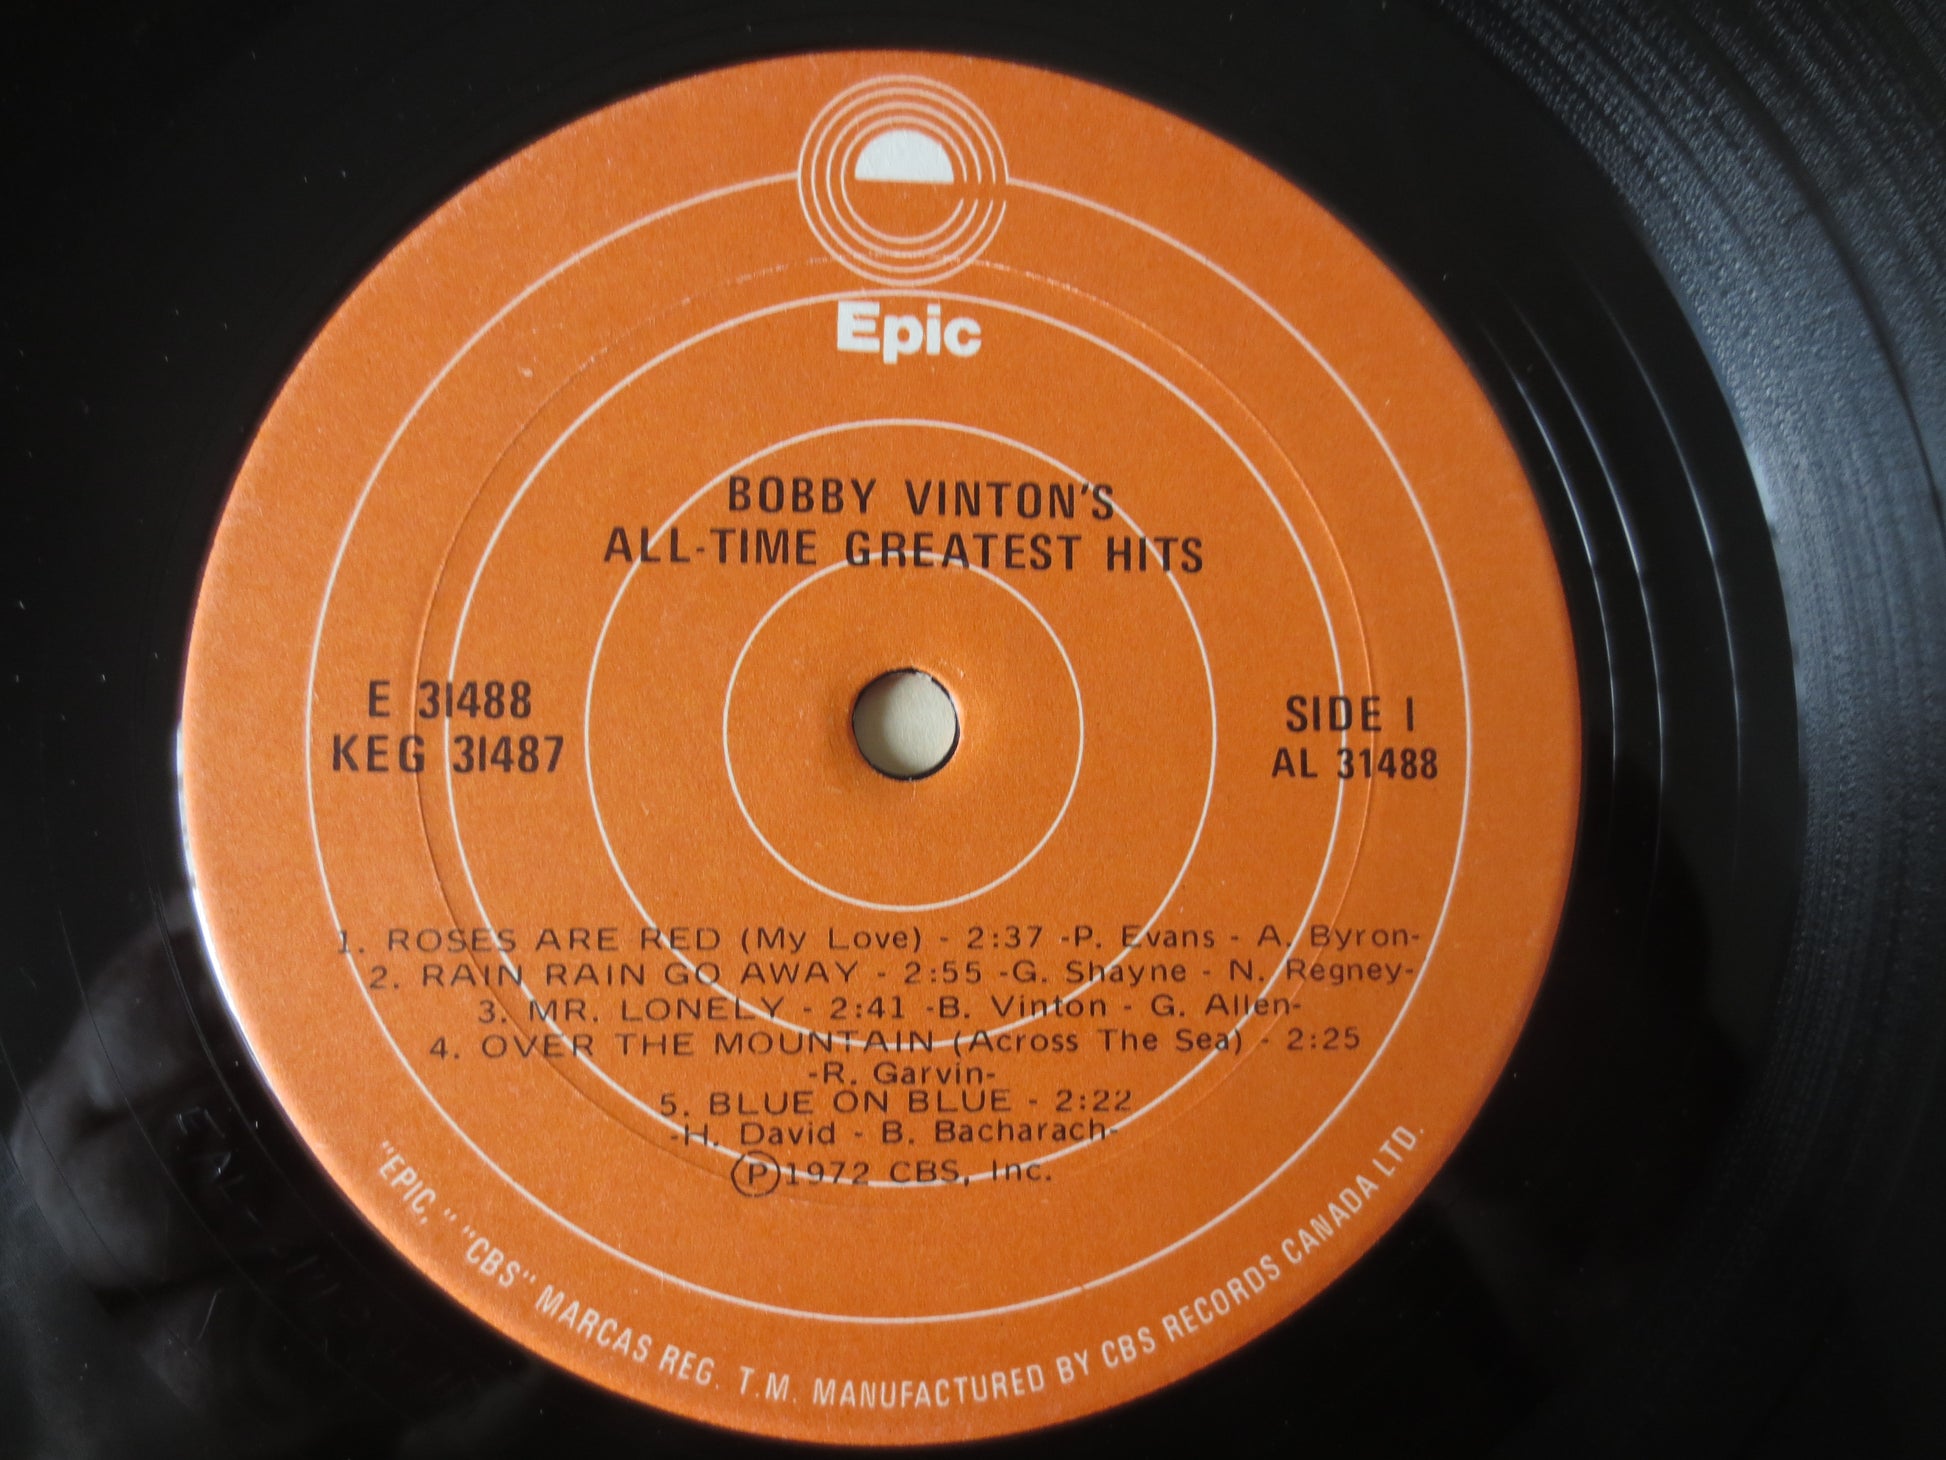 Epic
BOBBY VINTON'S
ALL-TIME GREATEST HITS
E 31488
KEG 31487
SIDE 1
AL 31488
1. ROSES ARE RED (My Love) - 2:37 -P. Evans - A. Byron-
2. RAIN RAIN GO AWAY - 2:55 -G. Shayne - N. Regney-
3. MR. LONELY - 2:41 -B. Vinton - G. Allen-
4. OVER THE MOUNTAIN (Across The Sea) - 2:25
-R. Garvin-
5. BLUE ON BLUE - 2:22
-H. David - B. Bacharach-
℗1972 CBS, Inc.
"EPIC," "CBS" MARCAS REG. T.M. MANUFACTURED BY CBS RECORDS CANADA LTD.